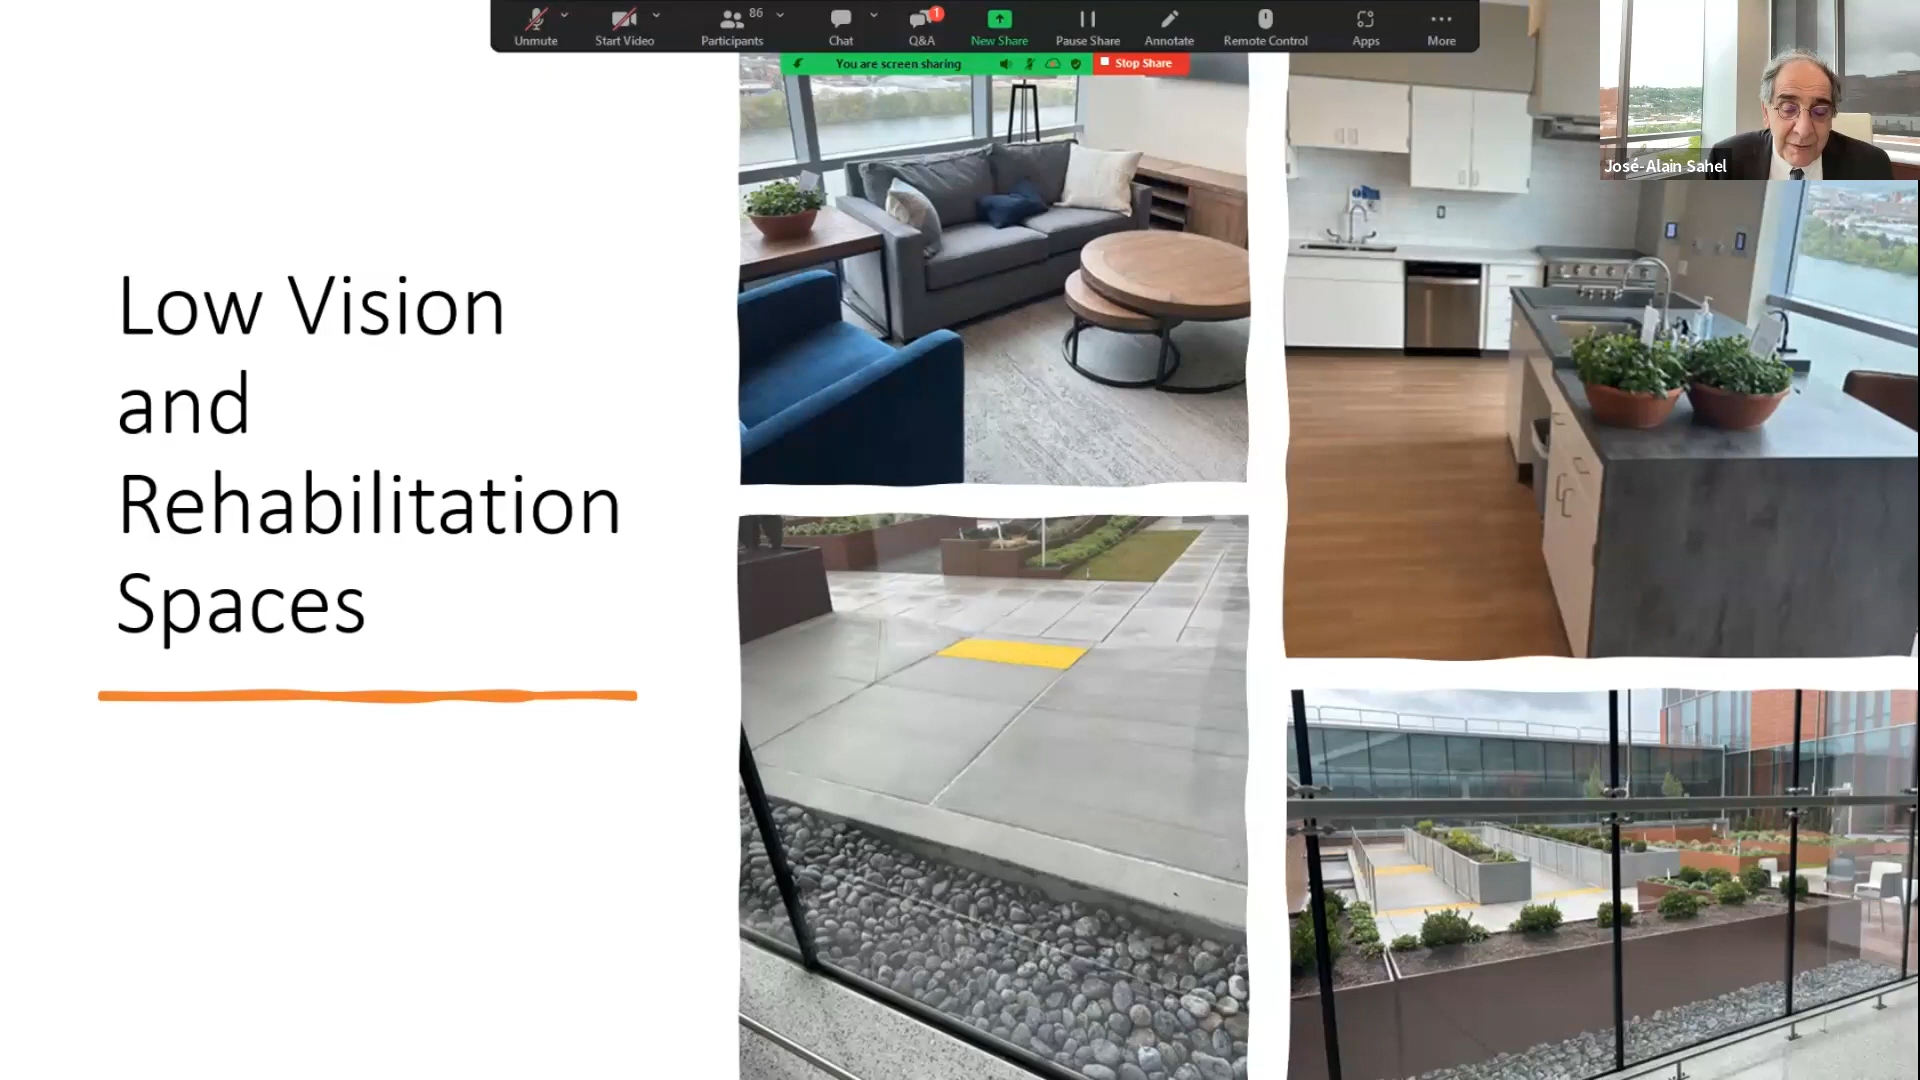 Unmute
Start Video
86
Participants
Chat
1
Q&A
New Share
Pause Share
Annotate
Remote Control
Apps
More
You are screen sharing
Stop Share
José-Alain Sahel
Low Vision
and
Rehabilitation
Spaces